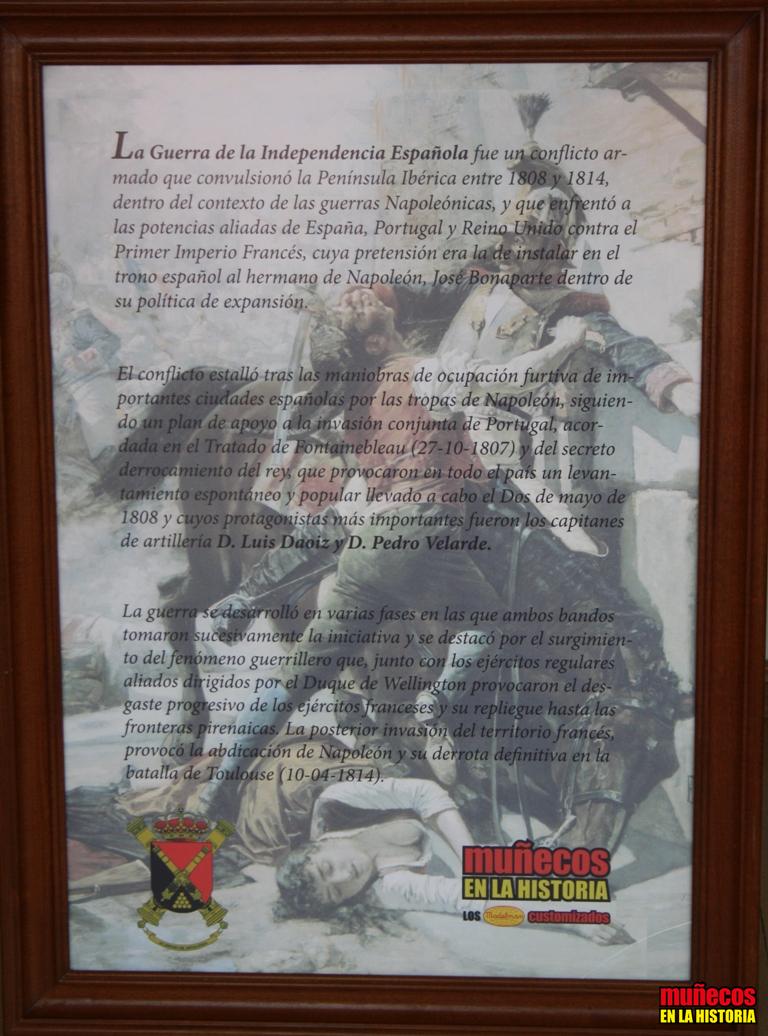 La Guerra de la Independencia Española fue un conflicto ar-
mado que convulsionó la Península Ibérica entre 1808 y 1814,
dentro del contexto de las guerras Napoleónicas, y que enfrentó a
las potencias aliadas de España, Portugal y Reino Unido contra el
Primer Imperio Francés, cuya pretensión era la de instalar en el
trono español al hermano de Napoleón, José Bonaparte dentro de
su política de expansión.
El conflicto estalló tras las maniobras de ocupación furtiva de im-
portantes ciudades españolas por las tropas de Napoleón, siguien-
do un plan de apoyo a la invasión conjunta de Portugal, acor-
dada en el Tratado de Fontainebleau (27-10-1807) y del secreto
derrocamiento del rey, que provocaron en todo el país un levan-
tamiento espontáneo y popular llevado a cabo el Dos de mayo de
1808 y cuyos protagonistas más importantes fueron los capitanes
de artillería D. Luis Daoiz y D. Pedro Velarde.
La guerra se desarrolló en varias fases en las que ambos bandos
tomaron sucesivamente la iniciativa y se destacó por el surgimien-
to del fenómeno guerrillero que, junto con los ejércitos regulares
aliados dirigidos por el Duque de Wellington provocaron el des-
gaste progresivo de los ejércitos franceses y su repliegue hasta las
fronteras pirenaicas. La posterior invasión del territorio francés,
provocó la abdicación de Napoleón y su derrota definitiva en la
batalla de Toulouse (10-04-1814).
muñecos
EN LA HISTORIA
LOS Madelman customizados
muñecos
EN LA HISTORIA